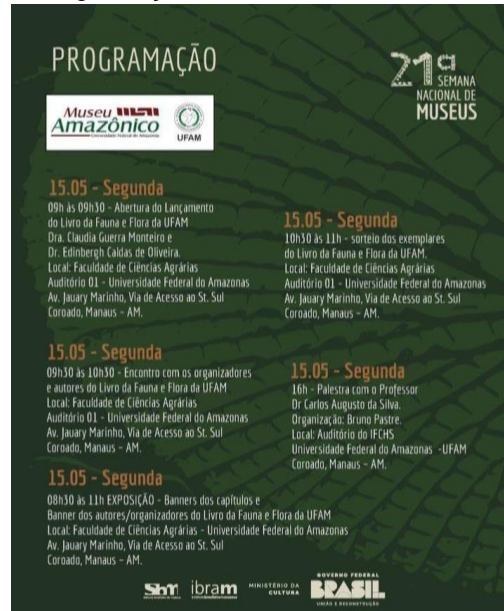 PROGRAMAÇÃO
21ª
SEMANA
NACIONAL DE
MUSEUS
Museu
Amazônico
Universidade Federal do Amazonas
UFAM
15.05 - Segunda
09h às 09h30 - Abertura do Lançamento
do Livro da Fauna e Flora da UFAM
Dra. Claudia Guerra Monteiro e
Dr. Edinbergh Caldas de Oliveira.
Local: Faculdade de Ciências Agrárias
Auditório 01 - Universidade Federal do Amazonas
Av. Jauary Marinho, Via de Acesso ao St. Sul
Coroado, Manaus - AM.
15.05 - Segunda
10h30 às 11h - sorteio dos exemplares
do Livro da Fauna e Flora da UFAM.
Local: Faculdade de Ciências Agrárias
Auditório 01 - Universidade Federal do Amazonas
Av. Jauary Marinho, Via de Acesso ao St. Sul
Coroado, Manaus - AM.
15.05 - Segunda
09h30 às 10h30 - Encontro com os organizadores
e autores do Livro da Fauna e Flora da UFAM
Local: Faculdade de Ciências Agrárias
Auditório 01 - Universidade Federal do Amazonas
Av. Jauary Marinho, Via de Acesso ao St. Sul
Coroado, Manaus - AM.
15.05 - Segunda
16h - Palestra com o Professor
Dr Carlos Augusto da Silva.
Organização: Bruno Pastre.
Local: Auditório do IFCHS
Universidade Federal do Amazonas -UFAM
Coroado, Manaus - AM.
15.05 - Segunda
08h30 às 11h EXPOSIÇÃO - Banners dos capítulos e
Banner dos autores/organizadores do Livro da Fauna e Flora da UFAM
Local: Faculdade de Ciências Agrárias - Universidade Federal do Amazonas
Av. Jauary Marinho, Via de Acesso ao St. Sul
Coroado, Manaus - AM.
ibram
MINISTÉRIO DA
CULTURA
GOVERNO FEDERAL
BRASIL
UNIÃO E RECONSTRUÇÃO